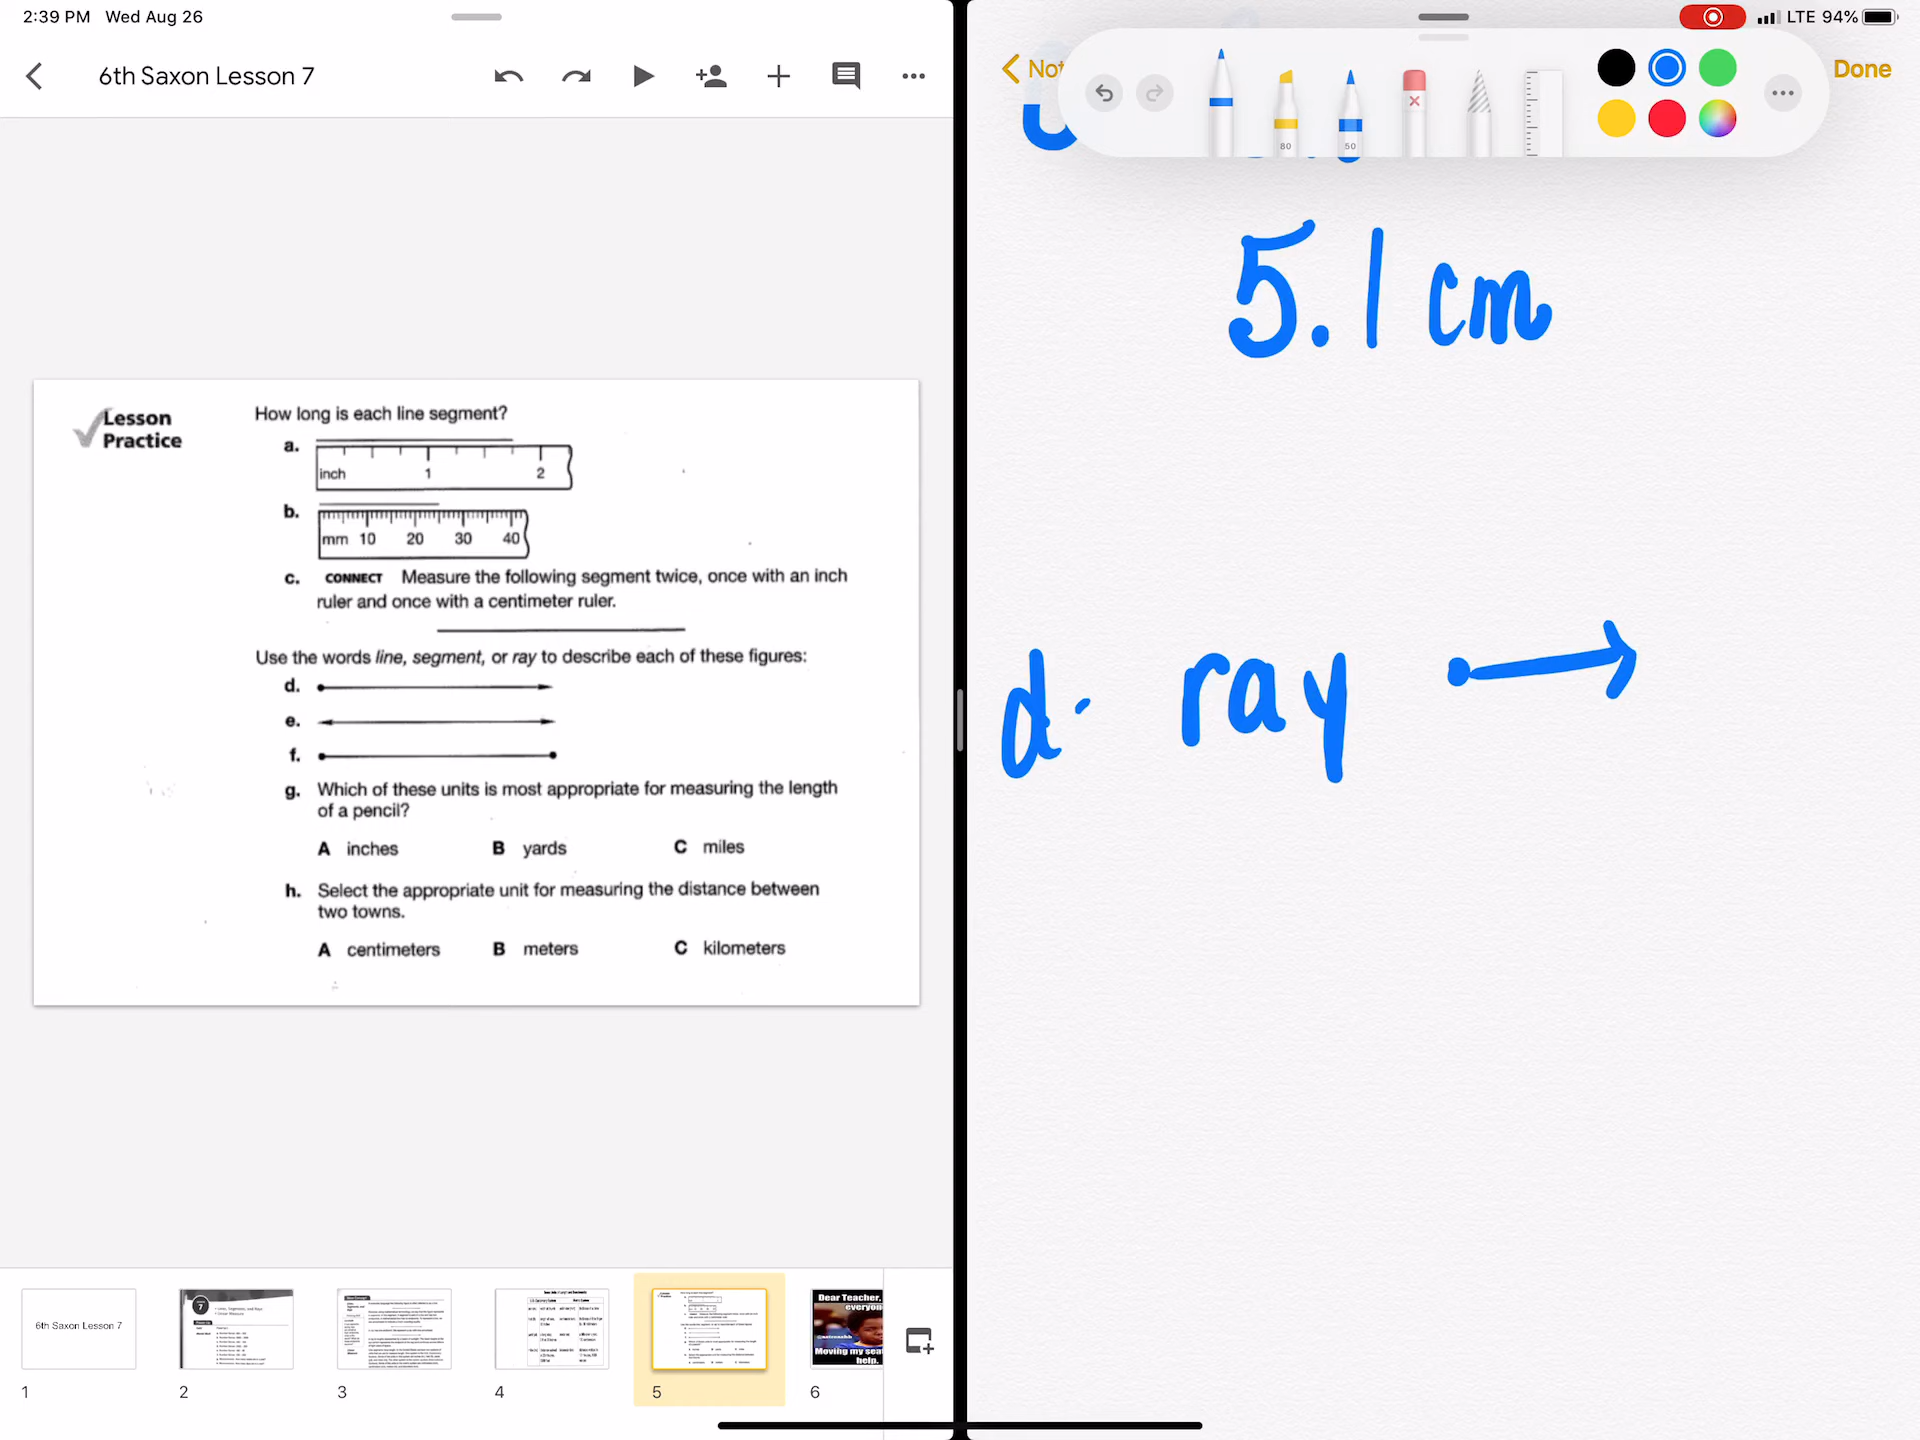 2:39 PM Wed Aug 26
6th Saxon Lesson 7
Lesson Practice
How long is each line segment?
a.
inch 1 2
b.
mm 10 20 30 40
c. CONNECT Measure the following segment twice, once with an inch
ruler and once with a centimeter ruler.
Use the words line, segment, or ray to describe each of these figures:
d.
e.
f.
g. Which of these units is most appropriate for measuring the length
of a pencil?
A inches B yards C miles
h. Select the appropriate unit for measuring the distance between
two towns.
A centimeters B meters C kilometers
6th Saxon Lesson 7
7
Dear Teacher,
everyon
Moving my sea
help.
1 2 3 4 5 6
LTE 94%
Not
80 50
Done
5.1 cm
d. ray